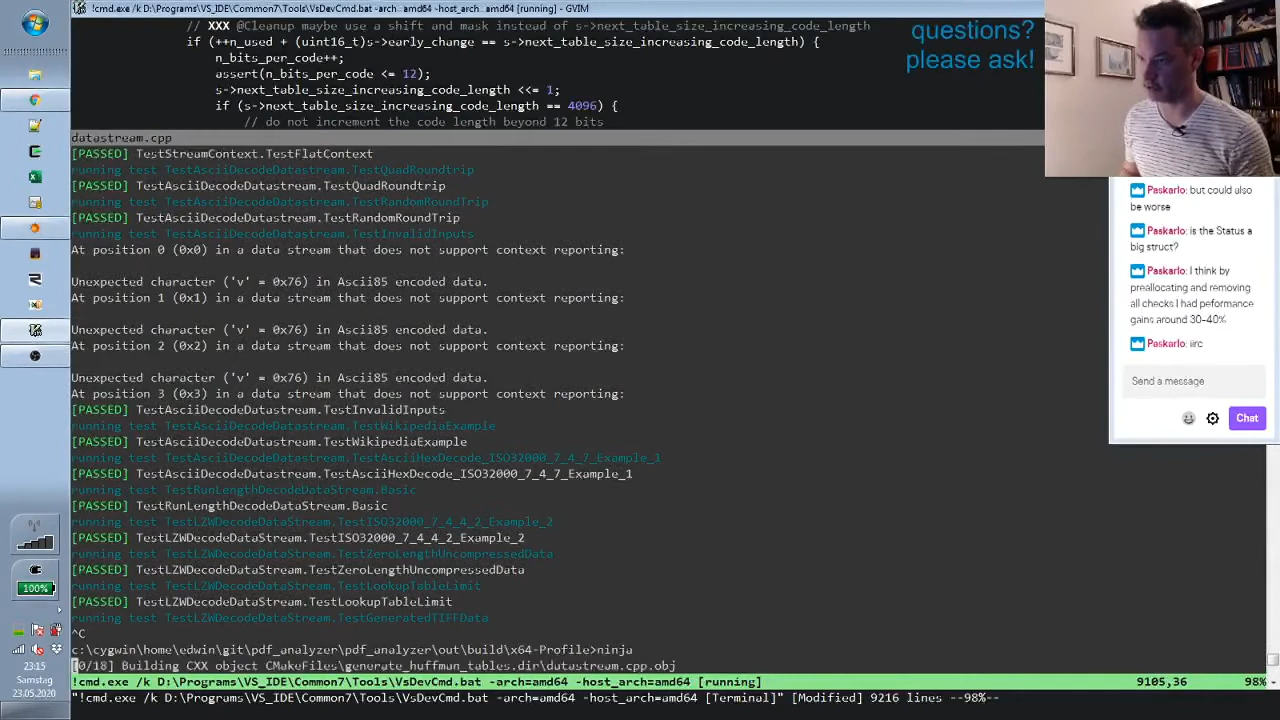 !cmd.exe /k D:\Programs\VS_IDE\Common7\Tools\VsDevCmd.bat -arch=amd64 -host_arch=amd64 [running] - GVIM
// XXX @Cleanup maybe use a shift and mask instead of s->next_table_size_increasing_code_length
if (++n_used + (uint16_t)s->early_change == s->next_table_size_increasing_code_length) {
n_bits_per_code++;
assert(n_bits_per_code <= 12);
s->next_table_size_increasing_code_length <<= 1;
if (s->next_table_size_increasing_code_length == 4096) {
// do not increment the code length beyond 12 bits
questions?
please ask!
datastream.cpp
[PASSED] TestStreamContext.TestFlatContext
running test TestAsciiDecodeDatastream.TestQuadRoundtrip
[PASSED] TestAsciiDecodeDatastream.TestQuadRoundtrip
running test TestAsciiDecodeDatastream.TestRandomRoundTrip
[PASSED] TestAsciiDecodeDatastream.TestRandomRoundTrip
running test TestAsciiDecodeDatastream.TestInvalidInputs
At position 0 (0x0) in a data stream that does not support context reporting:
Unexpected character ('v' = 0x76) in Ascii85 encoded data.
At position 1 (0x1) in a data stream that does not support context reporting:
Unexpected character ('v' = 0x76) in Ascii85 encoded data.
At position 2 (0x2) in a data stream that does not support context reporting:
Unexpected character ('v' = 0x76) in Ascii85 encoded data.
At position 3 (0x3) in a data stream that does not support context reporting:
[PASSED] TestAsciiDecodeDatastream.TestInvalidInputs
running test TestAsciiDecodeDatastream.TestWikipediaExample
[PASSED] TestAsciiDecodeDatastream.TestWikipediaExample
running test TestAsciiDecodeDatastream.TestAsciiHexDecode_ISO32000_7_4_7_Example_1
[PASSED] TestAsciiDecodeDatastream.TestAsciiHexDecode_ISO32000_7_4_7_Example_1
running test TestRunLengthDecodeDataStream.Basic
[PASSED] TestRunLengthDecodeDataStream.Basic
running test TestLZWDecodeDataStream.TestISO32000_7_4_4_2_Example_2
[PASSED] TestLZWDecodeDataStream.TestISO32000_7_4_4_2_Example_2
running test TestLZWDecodeDataStream.TestZeroLengthUncompressedData
[PASSED] TestLZWDecodeDataStream.TestZeroLengthUncompressedData
running test TestLZWDecodeDataStream.TestLookupTableLimit
[PASSED] TestLZWDecodeDataStream.TestLookupTableLimit
running test TestLZWDecodeDataStream.TestGeneratedTIFFData
^C
c:\cygwin\home\edwin\git\pdf_analyzer\pdf_analyzer\out\build\x64-Profile>ninja
[0/18] Building CXX object CMakeFiles\generate_huffman_tables.dir\datastream.cpp.obj
!cmd.exe /k D:\Programs\VS_IDE\Common7\Tools\VsDevCmd.bat -arch=amd64 -host_arch=amd64 [running] 9105,36 98%
"!cmd.exe /k D:\Programs\VS_IDE\Common7\Tools\VsDevCmd.bat -arch=amd64 -host_arch=amd64 [Terminal]" [Modified] 9216 lines --98%--
Paskarlo: but could also
be worse
Paskarlo: is the Status a
big struct?
Paskarlo: I think by
preallocating and removing
all checks I had peformance
gains around 30-40%
Paskarlo: iirc
Send a message
Chat
100%
23:15
Samstag
23.05.2020